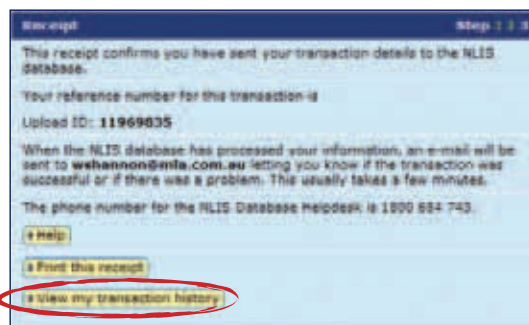 Receipt Step 1 2 3
This receipt confirms you have sent your transaction details to the NLIS
database.
Your reference number for this transaction is
Upload ID: 11969835
When the NLIS database has processed your information, an e-mail will be
sent to wshannon@mla.com.au letting you know if the transaction was
successful or if there was a problem. This usually takes a few minutes.
The phone number for the NLIS Database Helpdesk is 1800 654 743.
Help
Print this receipt
View my transaction history